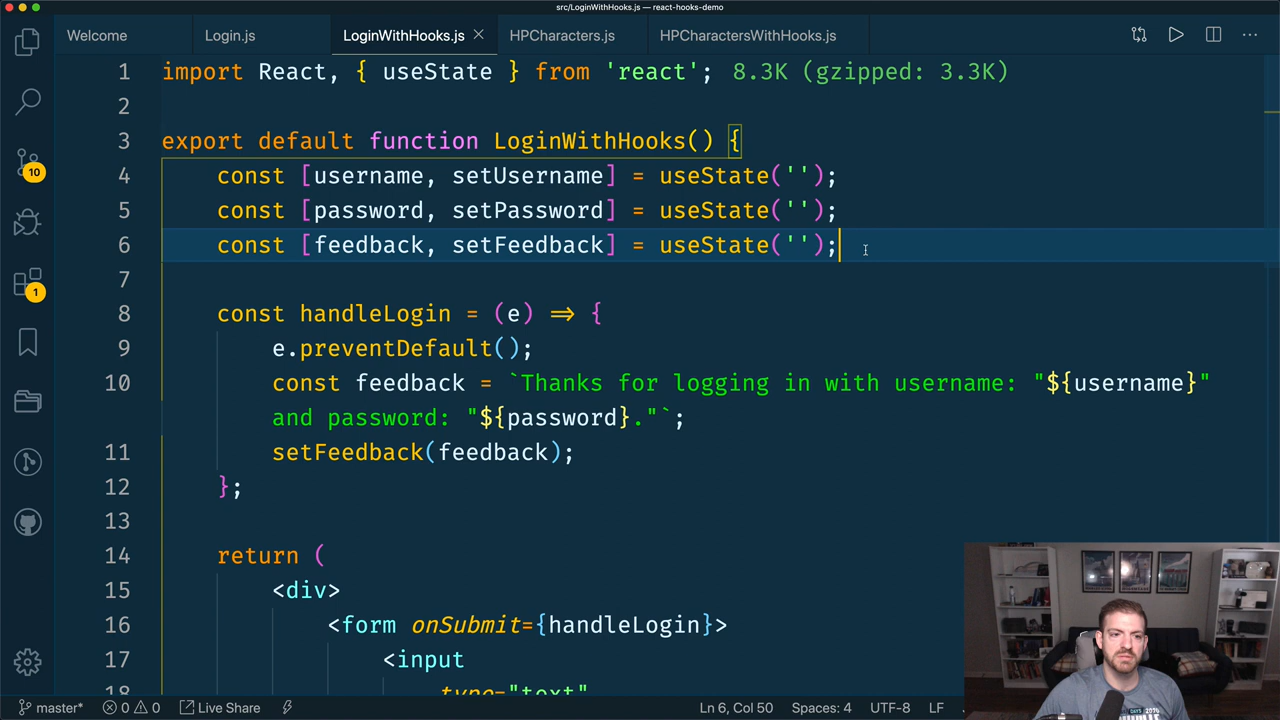 src/LoginWithHooks.js — react-hooks-demo
Welcome
Login.js
LoginWithHooks.js
HPCharacters.js
HPCharactersWithHooks.js
1 import React, { useState } from 'react'; 8.3K (gzipped: 3.3K)
2
3 export default function LoginWithHooks() {
4 const [username, setUsername] = useState('');
5 const [password, setPassword] = useState('');
6 const [feedback, setFeedback] = useState('');
7
8 const handleLogin = (e) => {
9 e.preventDefault();
10 const feedback = `Thanks for logging in with username: "${username}"
and password: "${password}."`;
11 setFeedback(feedback);
12 };
13
14 return (
15 <div>
16 <form onSubmit={handleLogin}>
17 <input
18 type="text"
10
1
master* 0 0 Live Share Ln 6, Col 50 Spaces: 4 UTF-8 LF